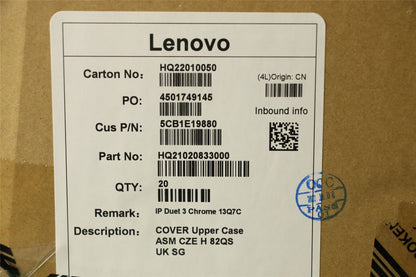 Lenovo
Carton No: HQ22010050
(4L)Origin: CN
PO: 4501749145
Inbound info
Cus P/N: 5CB1E19880
Part No: HQ21020833000
QTY: 20
Remark: IP Duet 3 Chrome 13Q7C
Description: COVER Upper Case
ASM CZE H 82QS
UK SG